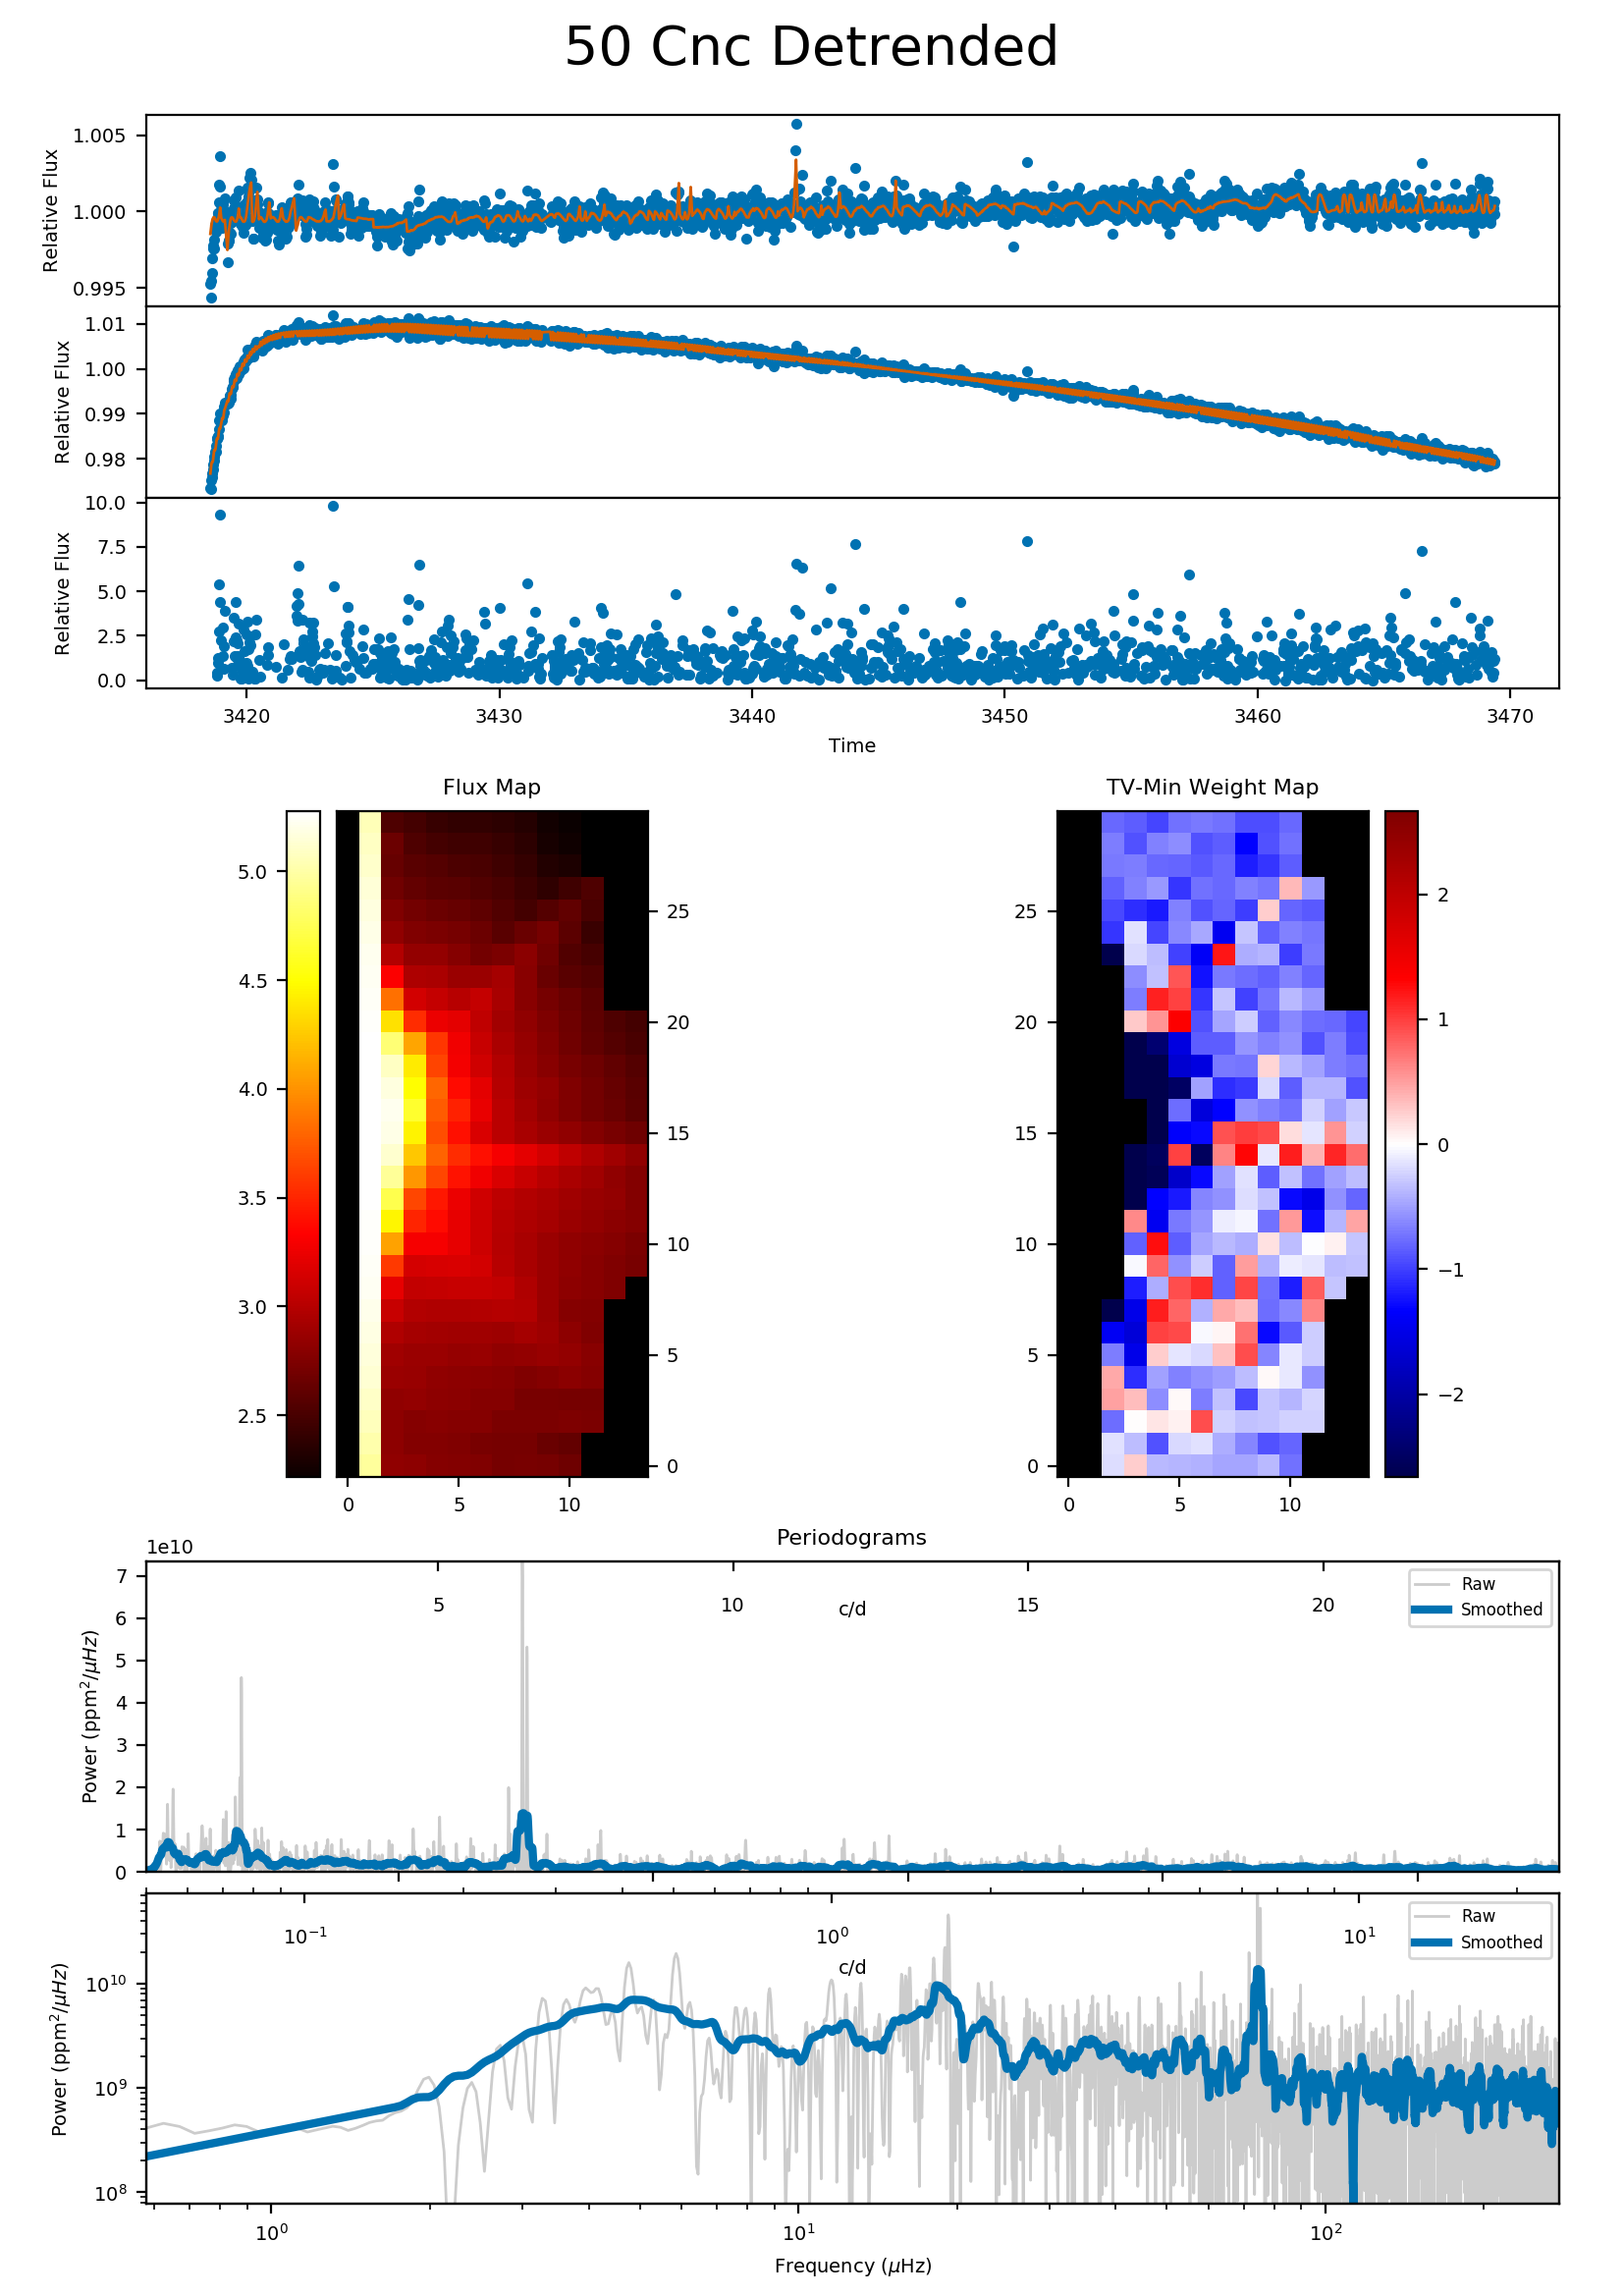 50 Cnc Detrended
1.005
1.000
0.995
Relative Flux
1.01
1.00
0.99
0.98
Relative Flux
10.0
7.5
5.0
2.5
0.0
Relative Flux
3420 3430 3440 3450 3460 3470
Time
Flux Map
5.0
4.5
4.0
3.5
3.0
2.5
25
20
15
10
5
0
0 5 10
TV-Min Weight Map
25
20
15
10
5
0
0 5 10
2
1
0
−1
−2
Periodograms
1e10
7
6
5
4
3
2
1
0
Power (ppm²/μHz)
5 10 15 20
c/d
Raw
Smoothed
10⁻¹ 10⁰ 10¹
c/d
Raw
Smoothed
10¹⁰
10⁹
10⁸
Power (ppm²/μHz)
10⁰ 10¹ 10²
Frequency (μHz)